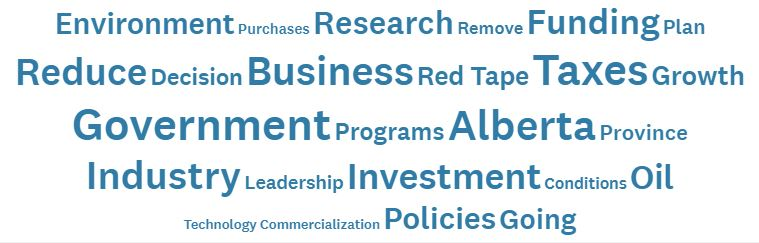 Environment Purchases Research Remove Funding Plan
Reduce Decision Business Red Tape Taxes Growth
Government Programs Alberta Province
Industry Leadership Investment Conditions Oil
Technology Commercialization Policies Going